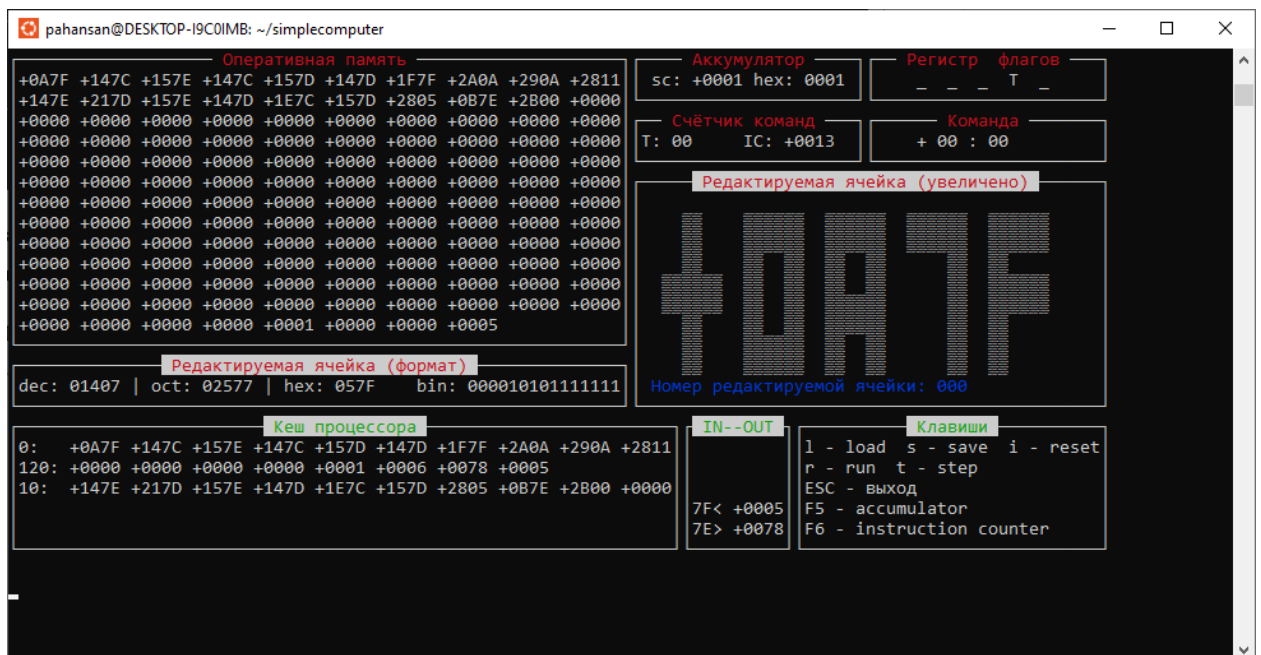 pahansan@DESKTOP-I9C0IMB: ~/simplecomputer
Оперативная память
+0A7F +147C +157E +147C +157D +147D +1F7F +2A0A +290A +2811
+147E +217D +157E +147D +1E7C +157D +2805 +0B7E +2B00 +0000
+0000 +0000 +0000 +0000 +0000 +0000 +0000 +0000 +0000 +0000
+0000 +0000 +0000 +0000 +0000 +0000 +0000 +0000 +0000 +0000
+0000 +0000 +0000 +0000 +0000 +0000 +0000 +0000 +0000 +0000
+0000 +0000 +0000 +0000 +0000 +0000 +0000 +0000 +0000 +0000
+0000 +0000 +0000 +0000 +0000 +0000 +0000 +0000 +0000 +0000
+0000 +0000 +0000 +0000 +0000 +0000 +0000 +0000 +0000 +0000
+0000 +0000 +0000 +0000 +0000 +0000 +0000 +0000 +0000 +0000
+0000 +0000 +0000 +0000 +0000 +0000 +0000 +0000 +0000 +0000
+0000 +0000 +0000 +0000 +0000 +0000 +0000 +0000 +0000 +0000
+0000 +0000 +0000 +0000 +0000 +0000 +0000 +0000 +0000 +0000
+0000 +0000 +0000 +0000 +0001 +0000 +0000 +0005
Аккумулятор
sc: +0001 hex: 0001
Регистр флагов
_ _ _ T _
Счётчик команд
T: 00 IC: +0013
Команда
+ 00 : 00
Редактируемая ячейка (увеличено)
+0A7F
Номер редактируемой ячейки: 000
Редактируемая ячейка (формат)
dec: 01407 | oct: 02577 | hex: 057F bin: 000010101111111
Кеш процессора
0: +0A7F +147C +157E +147C +157D +147D +1F7F +2A0A +290A +2811
120: +0000 +0000 +0000 +0000 +0001 +0006 +0078 +0005
10: +147E +217D +157E +147D +1E7C +157D +2805 +0B7E +2B00 +0000
IN--OUT
7F< +0005
7E> +0078
Клавиши
l - load s - save i - reset
r - run t - step
ESC - выход
F5 - accumulator
F6 - instruction counter